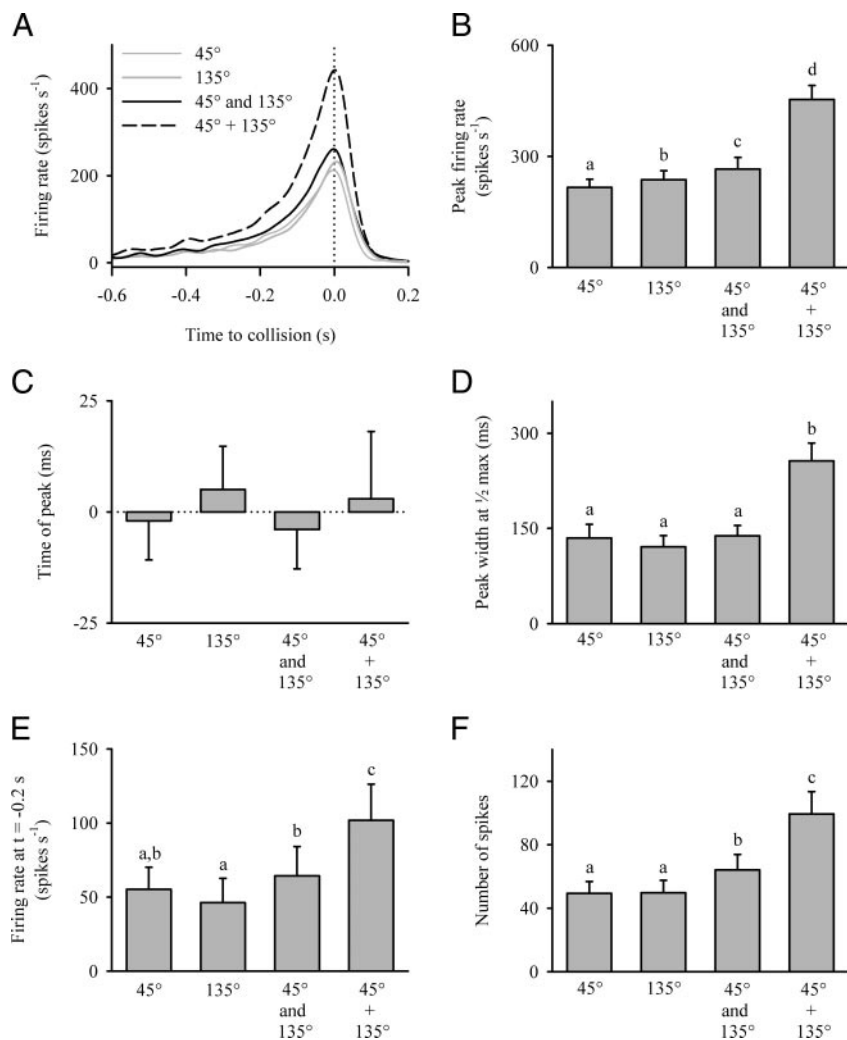 A
Firing rate (spikes s⁻¹)
400
200
0
45°
135°
45° and 135°
45° + 135°
-0.6
-0.4
-0.2
0.0
0.2
Time to collision (s)
B
Peak firing rate
(spikes s⁻¹)
600
300
0
a
b
c
d
45°
135°
45°
and
135°
45°
+
135°
C
Time of peak (ms)
25
0
-25
45°
135°
45°
and
135°
45°
+
135°
D
Peak width at ½ max (ms)
300
150
0
a
a
a
b
45°
135°
45°
and
135°
45°
+
135°
E
Firing rate at t = -0.2 s
(spikes s⁻¹)
150
100
50
0
a,b
a
b
c
45°
135°
45°
and
135°
45°
+
135°
F
Number of spikes
120
80
40
0
a
a
b
c
45°
135°
45°
and
135°
45°
+
135°